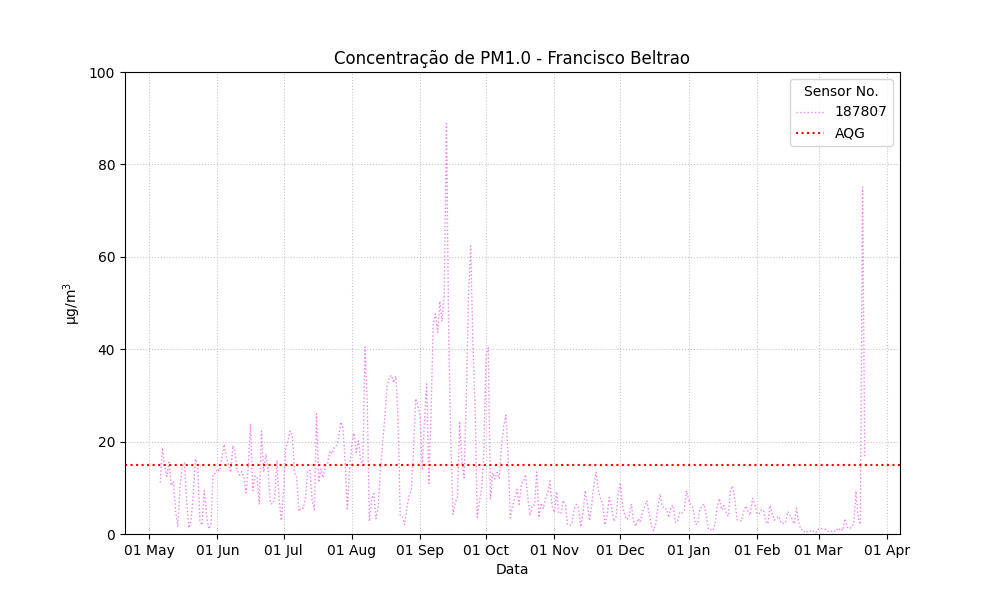 Concentração de PM1.0 - Francisco Beltrao
Sensor No.
187807
AQG
µg/m³
100
80
60
40
20
0
01 May 01 Jun 01 Jul 01 Aug 01 Sep 01 Oct 01 Nov 01 Dec 01 Jan 01 Feb 01 Mar 01 Apr
Data